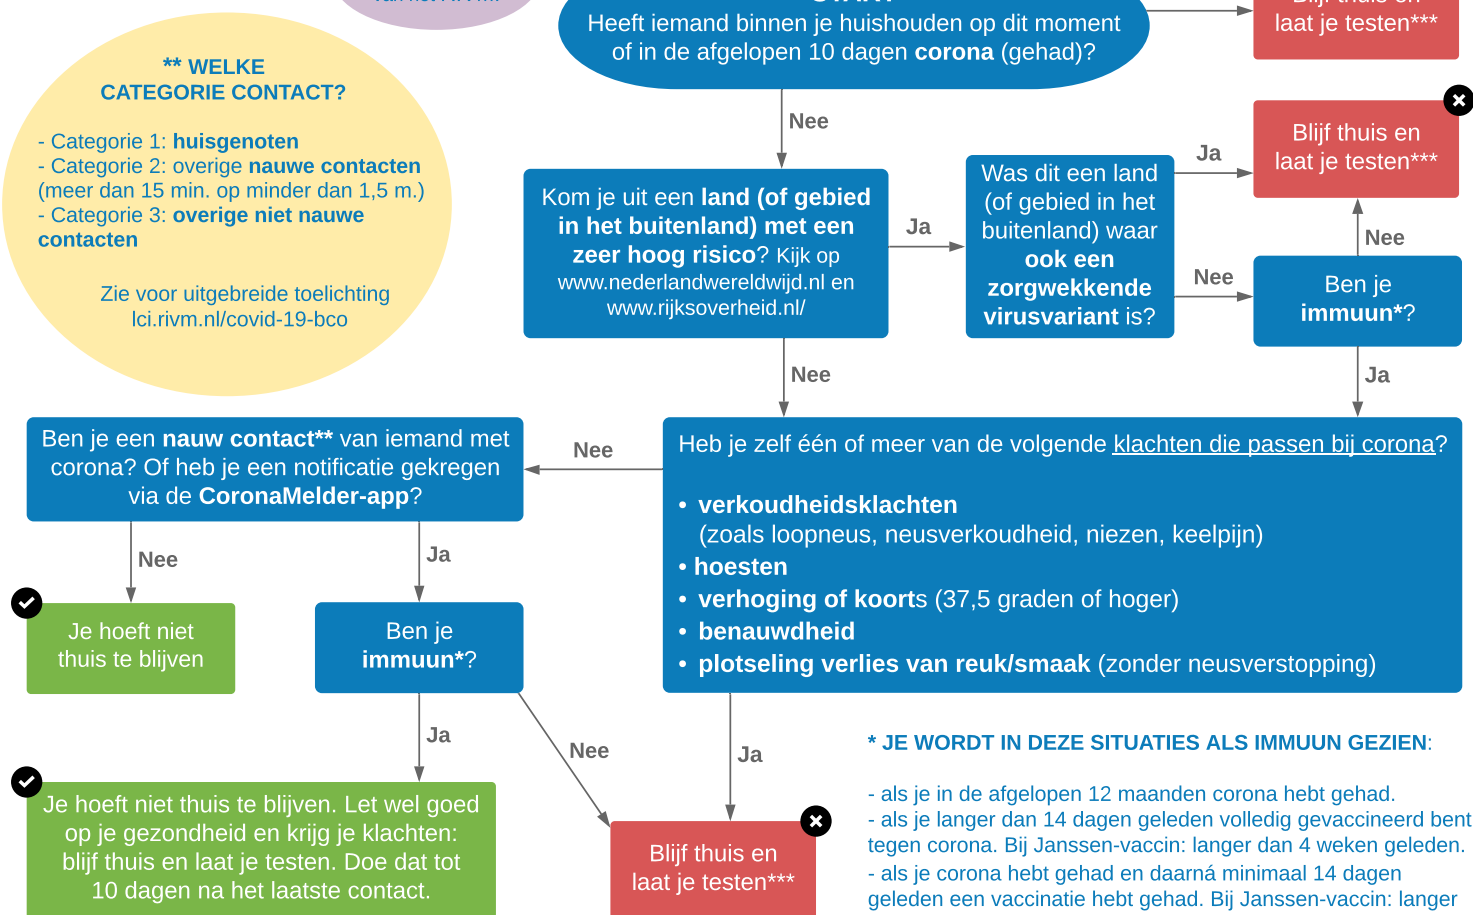 Heeft iemand binnen je huishouden op dit moment
of in de afgelopen 10 dagen corona (gehad)?
Blijf thuis en
laat je testen***
** WELKE
CATEGORIE CONTACT?
- Categorie 1: huisgenoten
- Categorie 2: overige nauwe contacten
(meer dan 15 min. op minder dan 1,5 m.)
- Categorie 3: overige niet nauwe
contacten
Zie voor uitgebreide toelichting
lci.rivm.nl/covid-19-bco
Nee
Kom je uit een land (of gebied
in het buitenland) met een
zeer hoog risico? Kijk op
www.nederlandwereldwijd.nl en
www.rijksoverheid.nl/
Ja
Was dit een land
(of gebied in het
buitenland) waar
ook een
zorgwekkende
virusvariant is?
Ja
Blijf thuis en
laat je testen***
Nee
Nee
Ben je
immuun*?
Nee
Ja
Heb je zelf één of meer van de volgende klachten die passen bij corona?
• verkoudheidsklachten
(zoals loopneus, neusverkoudheid, niezen, keelpijn)
• hoesten
• verhoging of koorts (37,5 graden of hoger)
• benauwdheid
• plotseling verlies van reuk/smaak (zonder neusverstopping)
Nee
Ben je een nauw contact** van iemand met
corona? Of heb je een notificatie gekregen
via de CoronaMelder-app?
Nee
Ja
Je hoeft niet
thuis te blijven
Ben je
immuun*?
Ja
Nee
Ja
Je hoeft niet thuis te blijven. Let wel goed
op je gezondheid en krijg je klachten:
blijf thuis en laat je testen. Doe dat tot
10 dagen na het laatste contact.
Blijf thuis en
laat je testen***
* JE WORDT IN DEZE SITUATIES ALS IMMUUN GEZIEN:
- als je in de afgelopen 12 maanden corona hebt gehad.
- als je langer dan 14 dagen geleden volledig gevaccineerd bent
tegen corona. Bij Janssen-vaccin: langer dan 4 weken geleden.
- als je corona hebt gehad en daarná minimaal 14 dagen
geleden een vaccinatie hebt gehad. Bij Janssen-vaccin: langer